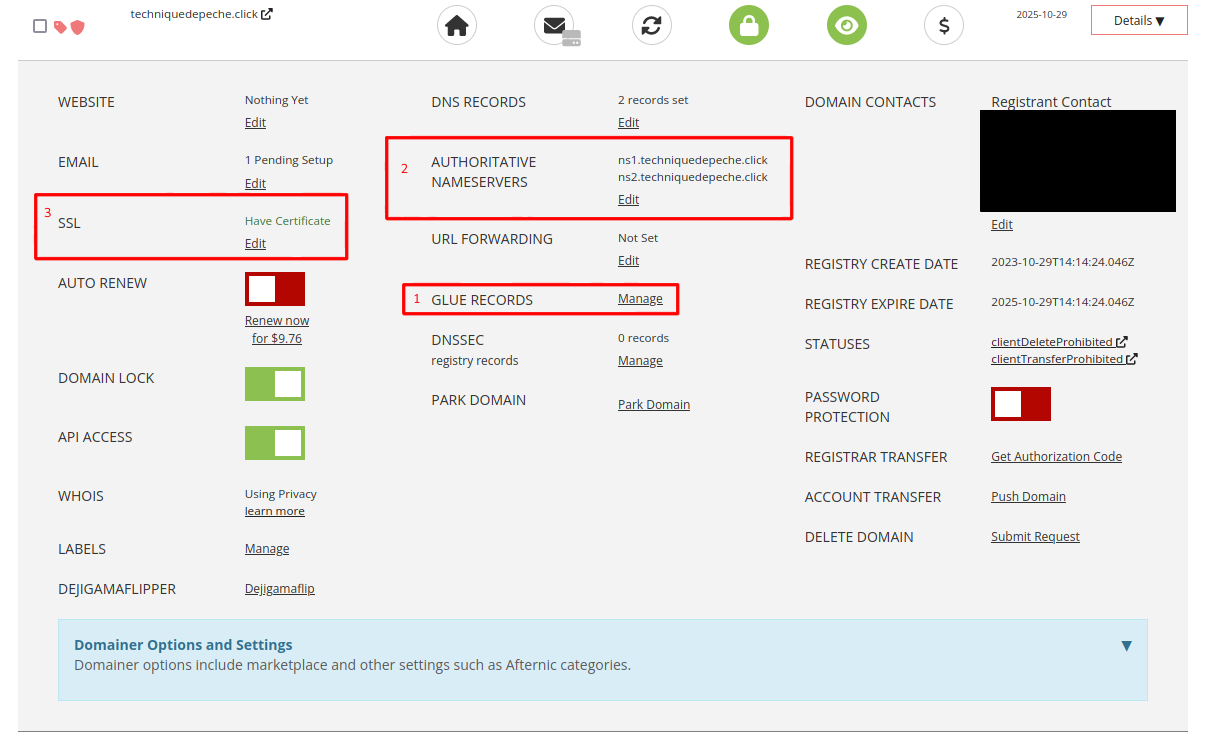 techniquedepeche.click
$
2025-10-29
Details ▼
WEBSITE
Nothing Yet
Edit
EMAIL
1 Pending Setup
Edit
3
SSL
Have Certificate
Edit
AUTO RENEW
Renew now
for $9.76
DOMAIN LOCK
API ACCESS
WHOIS
Using Privacy
learn more
LABELS
Manage
DEJIGAMAFLIPPER
Dejigamaflip
DNS RECORDS
2 records set
Edit
2
AUTHORITATIVE
NAMESERVERS
ns1.techniquedepeche.click
ns2.techniquedepeche.click
Edit
URL FORWARDING
Not Set
Edit
1
GLUE RECORDS
Manage
DNSSEC
registry records
0 records
Manage
PARK DOMAIN
Park Domain
DOMAIN CONTACTS
Registrant Contact
Edit
REGISTRY CREATE DATE
2023-10-29T14:14:24.046Z
REGISTRY EXPIRE DATE
2025-10-29T14:14:24.046Z
STATUSES
clientDeleteProhibited
clientTransferProhibited
PASSWORD
PROTECTION
REGISTRAR TRANSFER
Get Authorization Code
ACCOUNT TRANSFER
Push Domain
DELETE DOMAIN
Submit Request
Domainer Options and Settings
▼
Domainer options include marketplace and other settings such as Afternic categories.